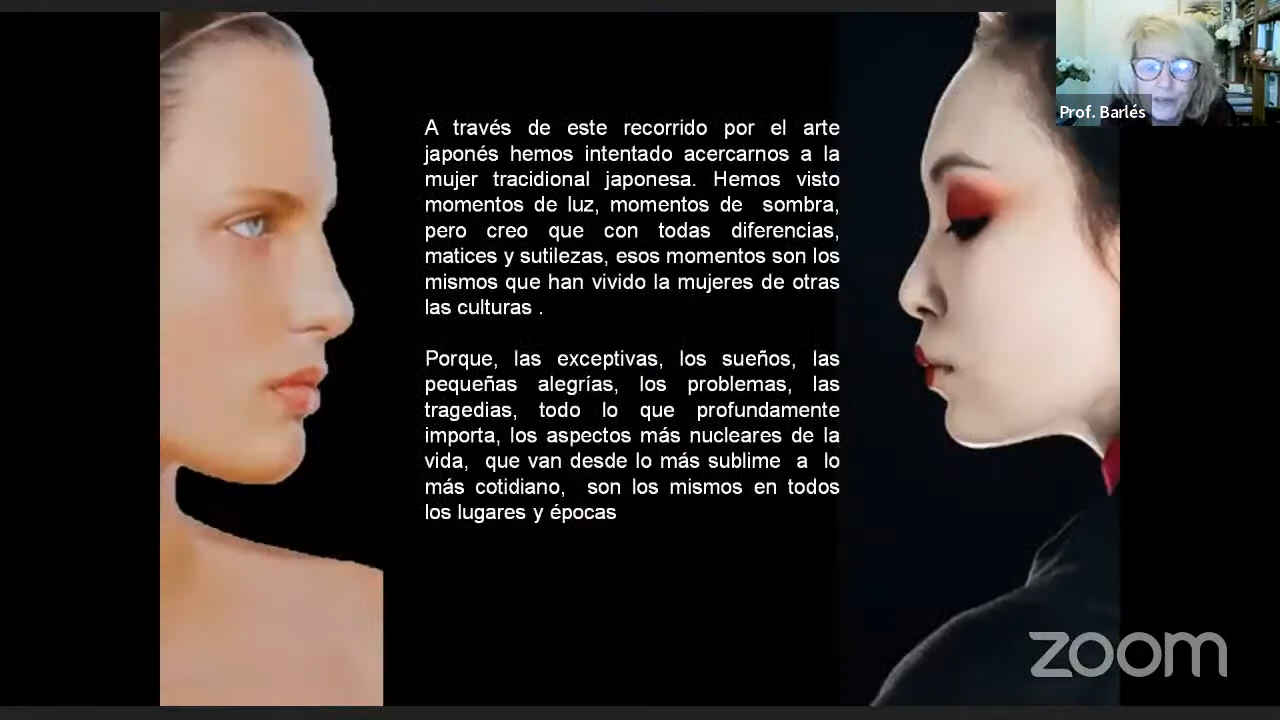 Prof. Barlés
A través de este recorrido por el arte
japonés hemos intentado acercarnos a la
mujer tracidional japonesa. Hemos visto
momentos de luz, momentos de sombra,
pero creo que con todas diferencias,
matices y sutilezas, esos momentos son los
mismos que han vivido la mujeres de otras
las culturas .
Porque, las exceptivas, los sueños, las
pequeñas alegrías, los problemas, las
tragedias, todo lo que profundamente
importa, los aspectos más nucleares de la
vida, que van desde lo más sublime a lo
más cotidiano, son los mismos en todos
los lugares y épocas
zoom